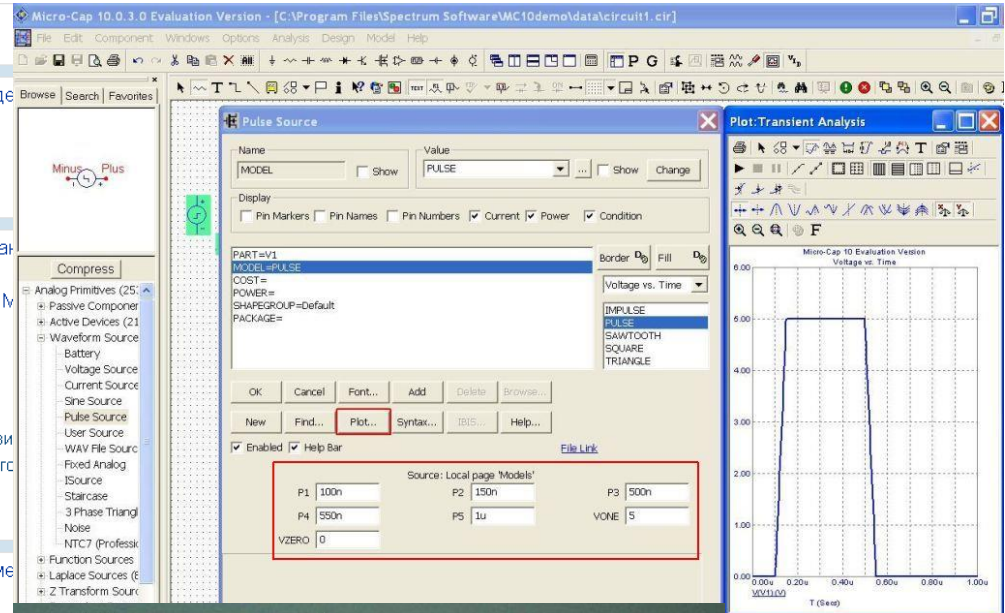 Micro-Cap 10.0.3.0 Evaluation Version - [C:\Program Files\Spectrum Software\MC10demo\data\circuit1.cir]
File Edit Component Windows Options Analysis Design Model Help
Browse Search Favorites
Minus Plus
Compress
Analog Primitives (25
Passive Componer
Active Devices (21
Waveform Source
Battery
Voltage Source
Current Source
Sine Source
Pulse Source
User Source
WAV File Sourc
Fixed Analog
ISource
Staircase
3 Phase Triangl
Noise
NTC7 (Professic
Function Sources
Laplace Sources (E
Z Transform Sourc
Pulse Source
Name
MODEL
Show
Value
PULSE
...
Show
Change
Display
Pin Markers Pin Names Pin Numbers Current Power Condition
PART=V1
MODEL=PULSE
COST=
POWER=
SHAPEGROUP=Default
PACKAGE=
Border Fill
Voltage vs. Time
IMPULSE
PULSE
SAWTOOTH
SQUARE
TRIANGLE
OK Cancel Font... Add Delete Browse...
New Find... Plot... Syntax... IBIS... Help...
Enabled Help Bar File Link
Source: Local page 'Models'
P1 100n P2 150n P3 500n
P4 550n P5 1u VONE 5
VZERO 0
Plot:Transient Analysis
Micro-Cap 10 Evaluation Version
Voltage vs. Time
6.00
5.00
4.00
3.00
2.00
1.00
0.00
0.00u 0.20u 0.40u 0.60u 0.80u 1.00u
V(V1) (V)
T (Secs)